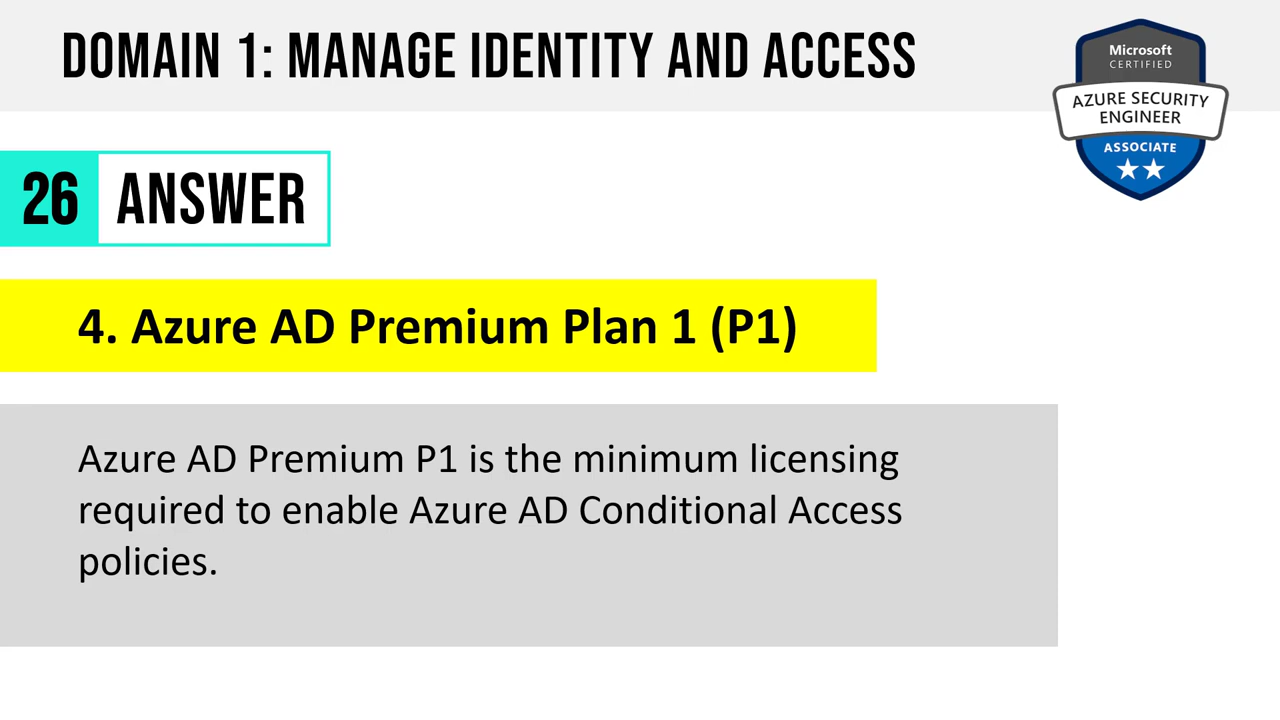 DOMAIN 1: MANAGE IDENTITY AND ACCESS
Microsoft
CERTIFIED
AZURE SECURITY
ENGINEER
ASSOCIATE
26 ANSWER
4. Azure AD Premium Plan 1 (P1)
Azure AD Premium P1 is the minimum licensing
required to enable Azure AD Conditional Access
policies.